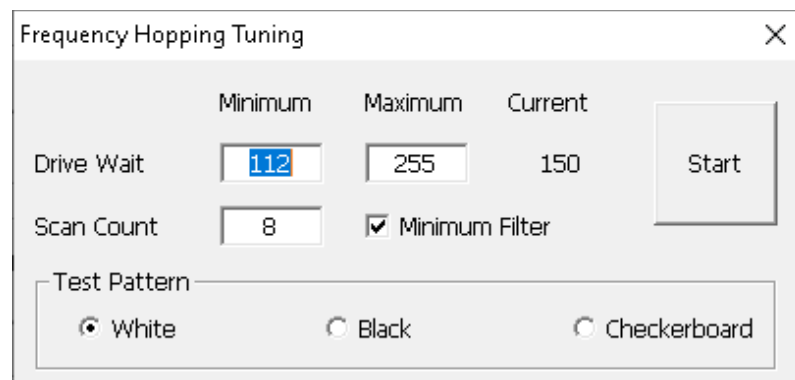 Frequency Hopping Tuning
Minimum Maximum Current
Drive Wait 112 255 150 Start
Scan Count 8 Minimum Filter
Test Pattern
White Black Checkerboard